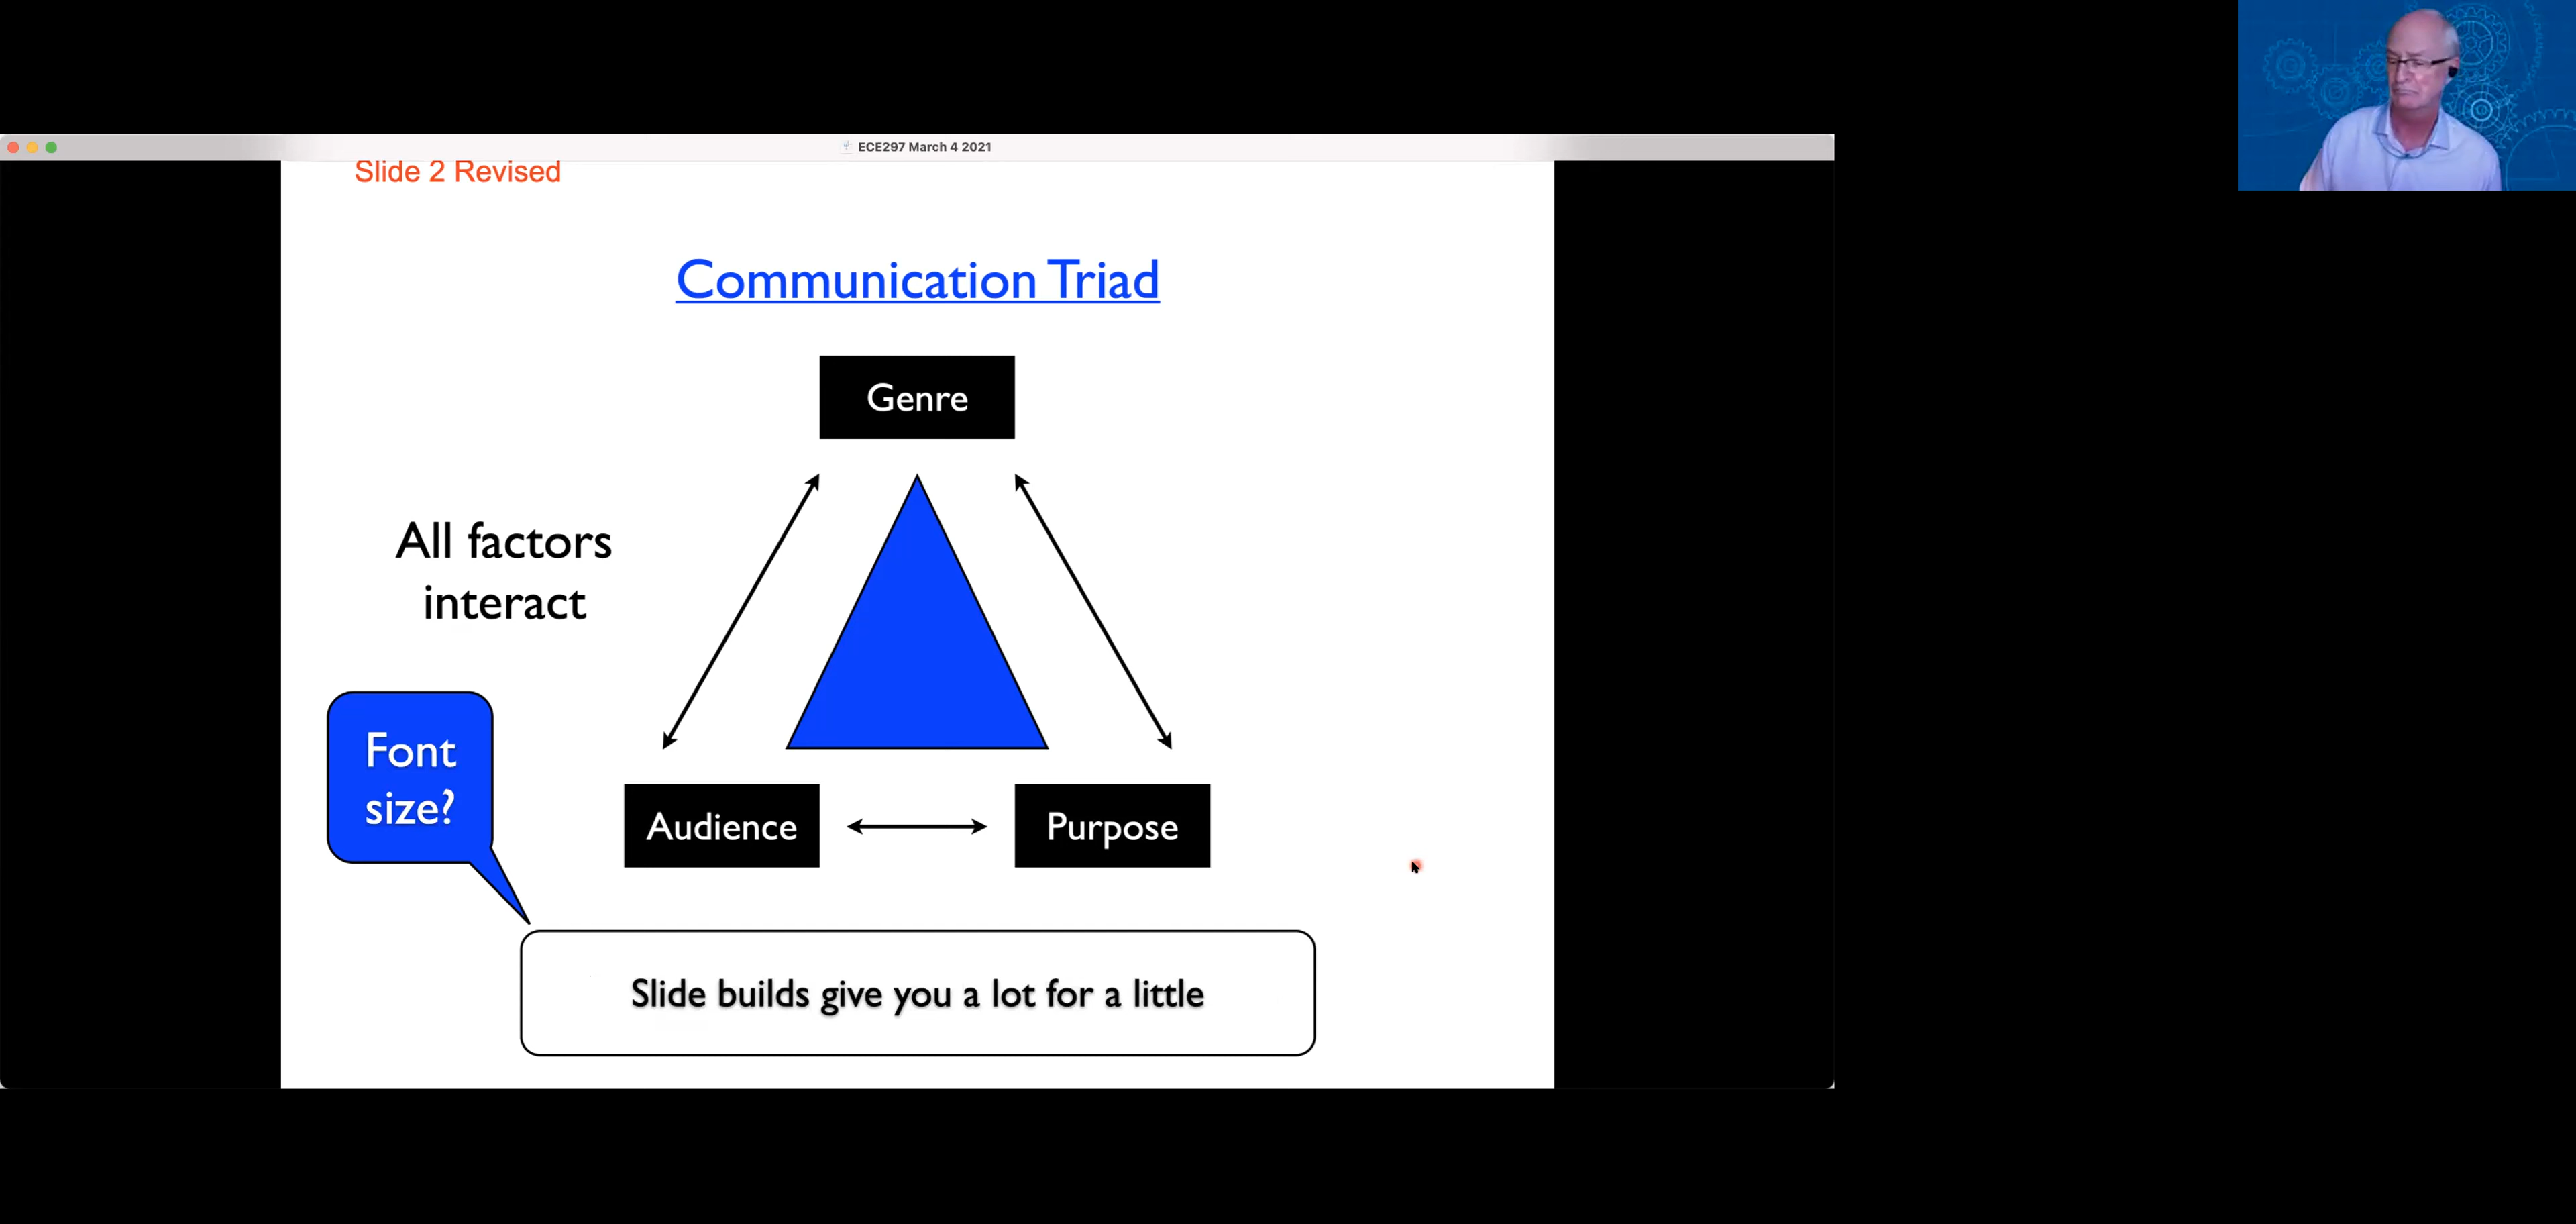 ECE297 March 4 2021
Slide 2 Revised
Communication Triad
Genre
All factors
interact
Font
size?
Audience
Purpose
Slide builds give you a lot for a little